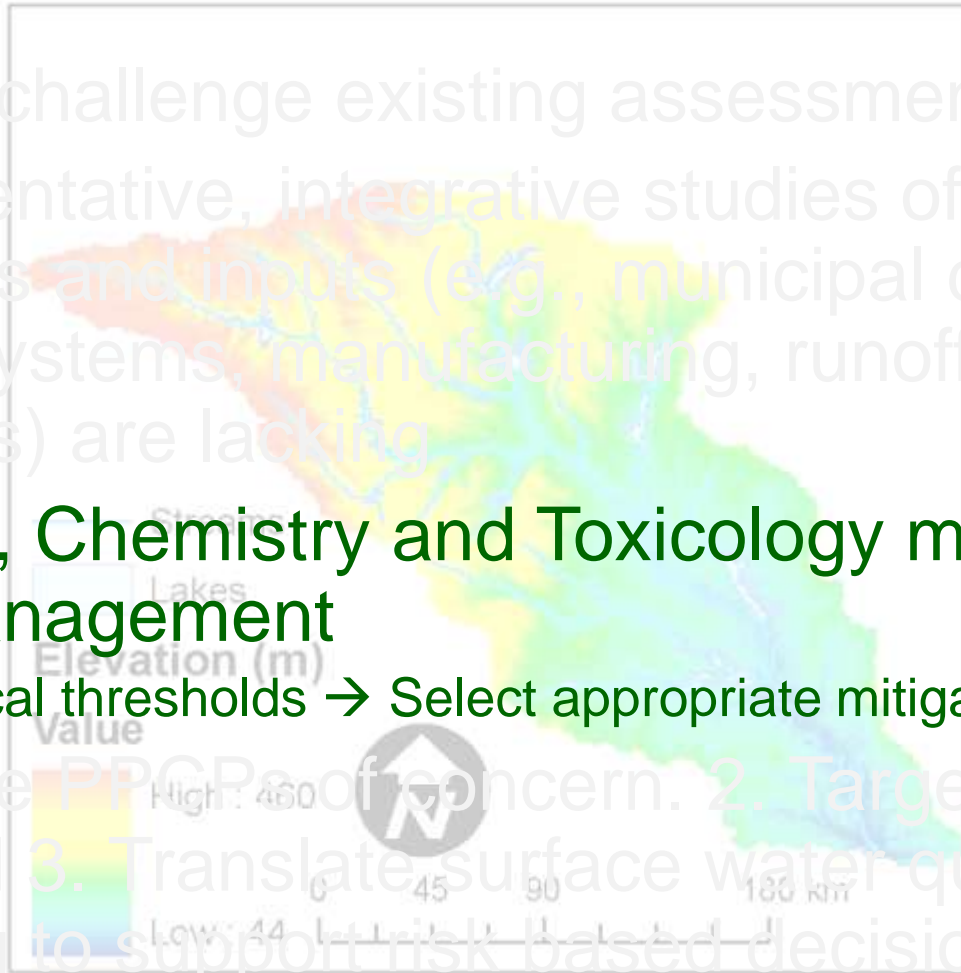 challenge existing assessmen
entative, integrative studies of
s and inputs (e.g., municipal
ystems, manufacturing, runoff
s) are lacking
Streams
, Chemistry and Toxicology m
Lakes
nagement
Elevation (m)
cal thresholds → Select appropriate mitiga
Value
e PPCPs of concern. 2. Targe
High : 460
N
3. Translate surface water qu
0 45 90 180 km
Low : 44
to support risk based decisio